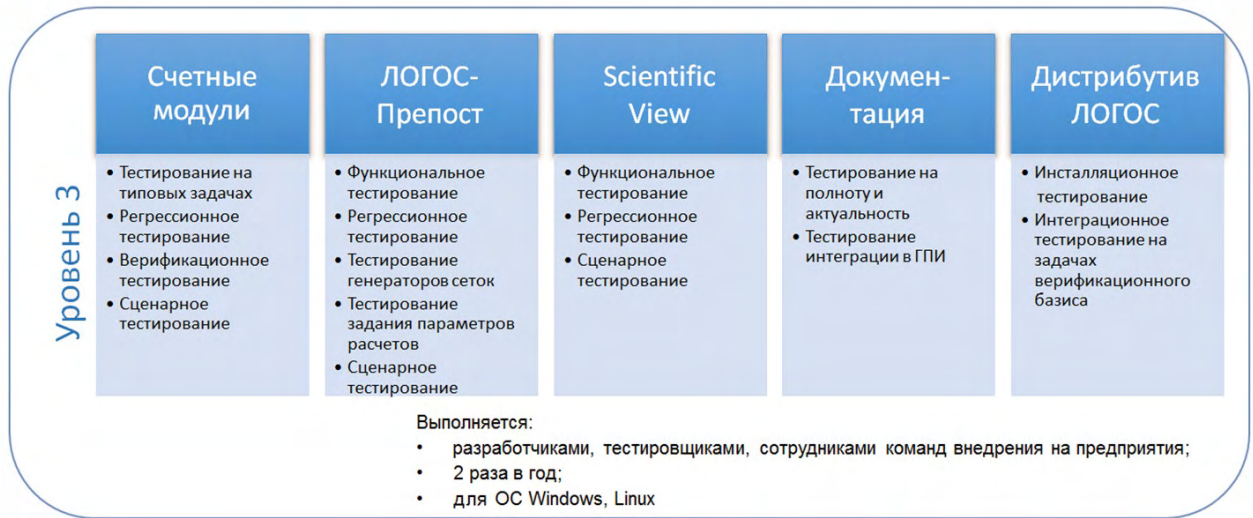 Уровень 3
Счетные
модули
• Тестирование на
типовых задачах
• Регрессионное
тестирование
• Верификационное
тестирование
• Сценарное
тестирование
ЛОГОС-
Препост
• Функциональное
тестирование
• Регрессионное
тестирование
• Тестирование
генераторов сеток
• Тестирование
задания параметров
расчетов
• Сценарное
тестирование
Scientific
View
• Функциональное
тестирование
• Регрессионное
тестирование
• Сценарное
тестирование
Докумен-
тация
• Тестирование на
полноту и
актуальность
• Тестирование
интеграции в ГПИ
Дистрибутив
ЛОГОС
• Инсталляционное
тестирование
• Интеграционное
тестирование на
задачах
верификационного
базиса
Выполняется:
• разработчиками, тестировщиками, сотрудниками команд внедрения на предприятия;
• 2 раза в год;
• для ОС Windows, Linux